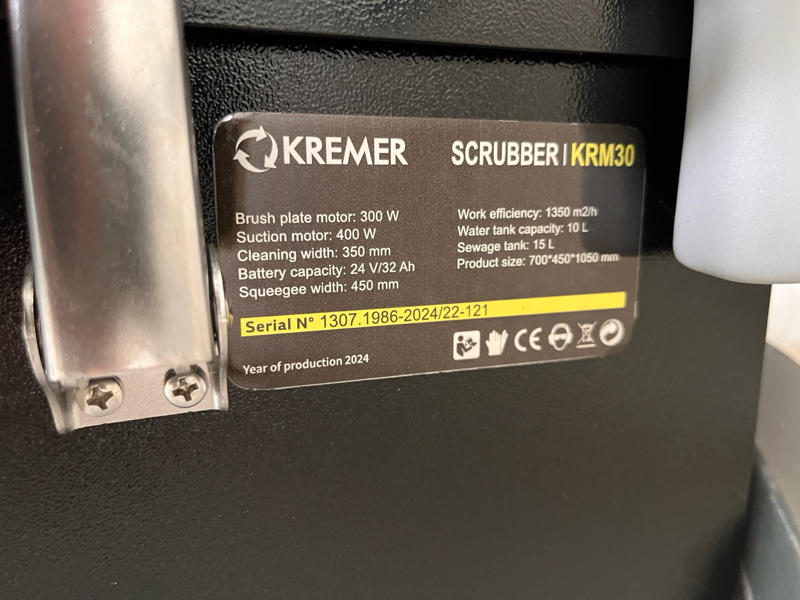 KREMER
SCRUBBER | KRM30
Brush plate motor: 300 W
Suction motor: 400 W
Cleaning width: 350 mm
Battery capacity: 24 V/32 Ah
Squeegee width: 450 mm
Work efficiency: 1350 m2/h
Water tank capacity: 10 L
Sewage tank: 15 L
Product size: 700*450*1050 mm
Serial N° 1307.1986-2024/22-121
CE
Year of production 2024